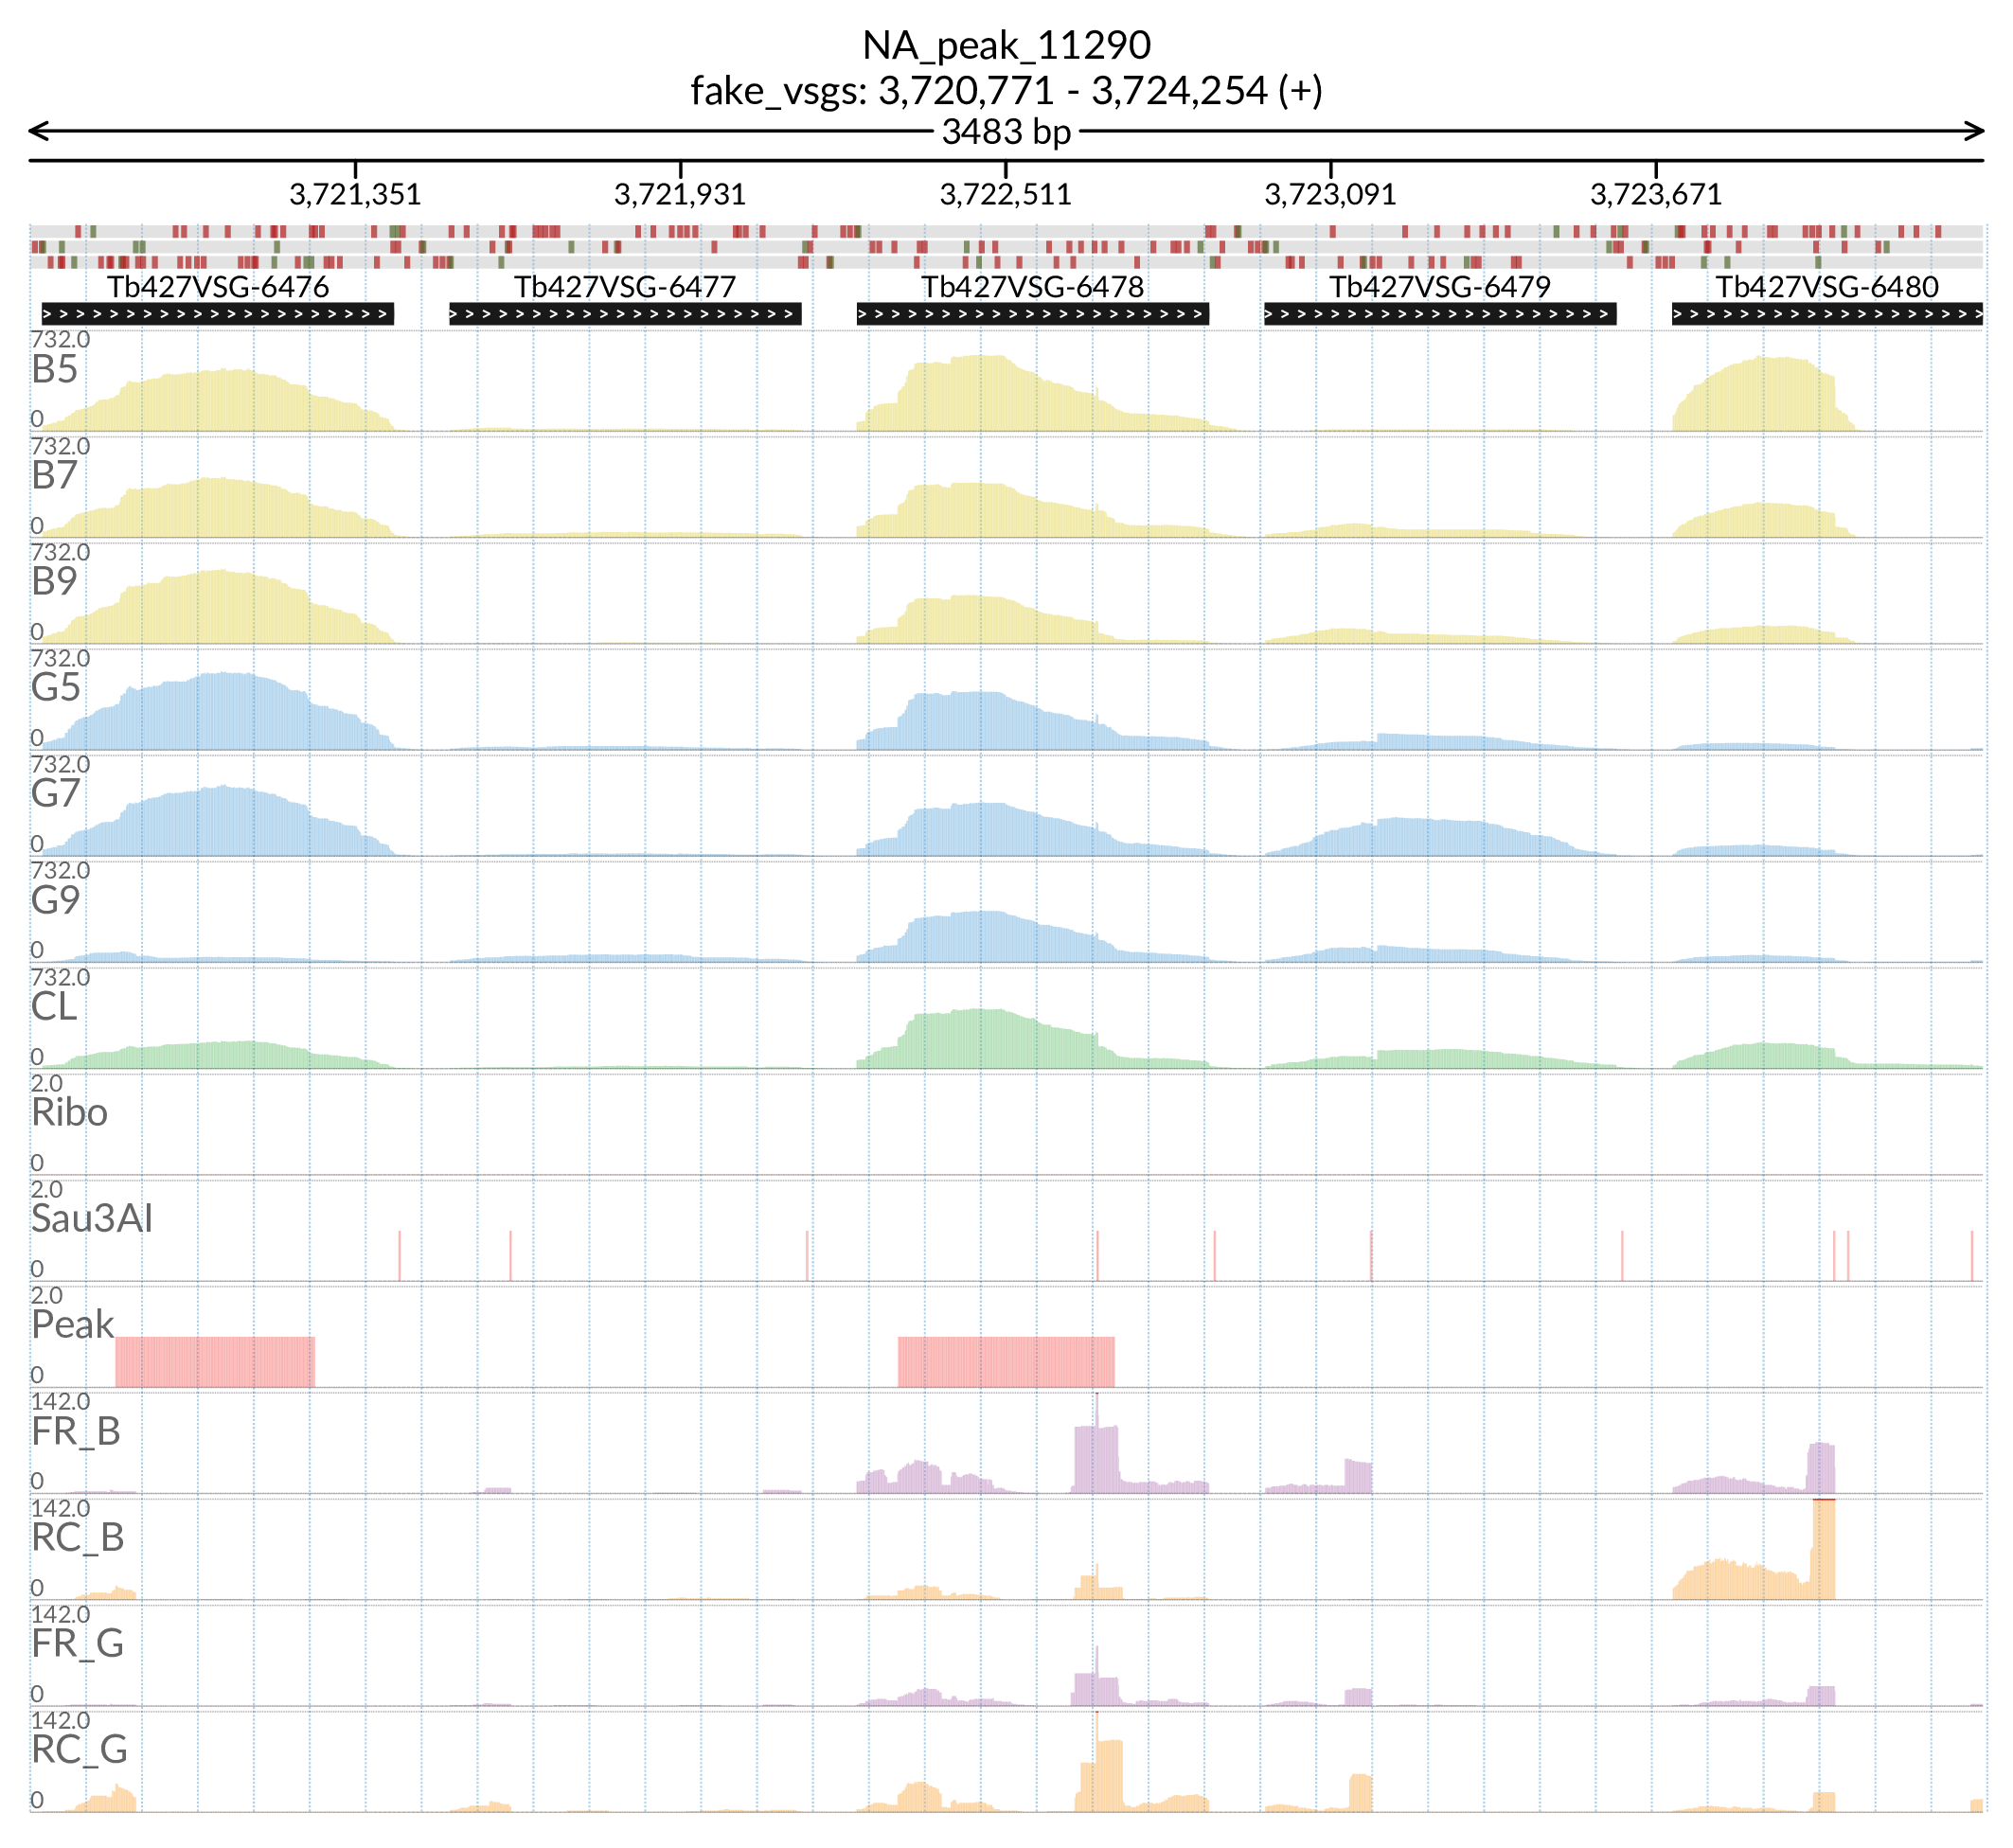 NA_peak_11290
fake_vsgs: 3,720,771 - 3,724,254 (+)
3483 bp
3,721,351 3,721,931 3,722,511 3,723,091 3,723,671
Tb427VSG-6476 Tb427VSG-6477 Tb427VSG-6478 Tb427VSG-6479 Tb427VSG-6480
732.0
B5
0
732.0
B7
0
732.0
B9
0
732.0
G5
0
732.0
G7
0
732.0
G9
0
732.0
CL
0
2.0
Ribo
0
2.0
Sau3AI
0
2.0
Peak
0
142.0
FR_B
0
142.0
RC_B
0
142.0
FR_G
0
142.0
RC_G
0